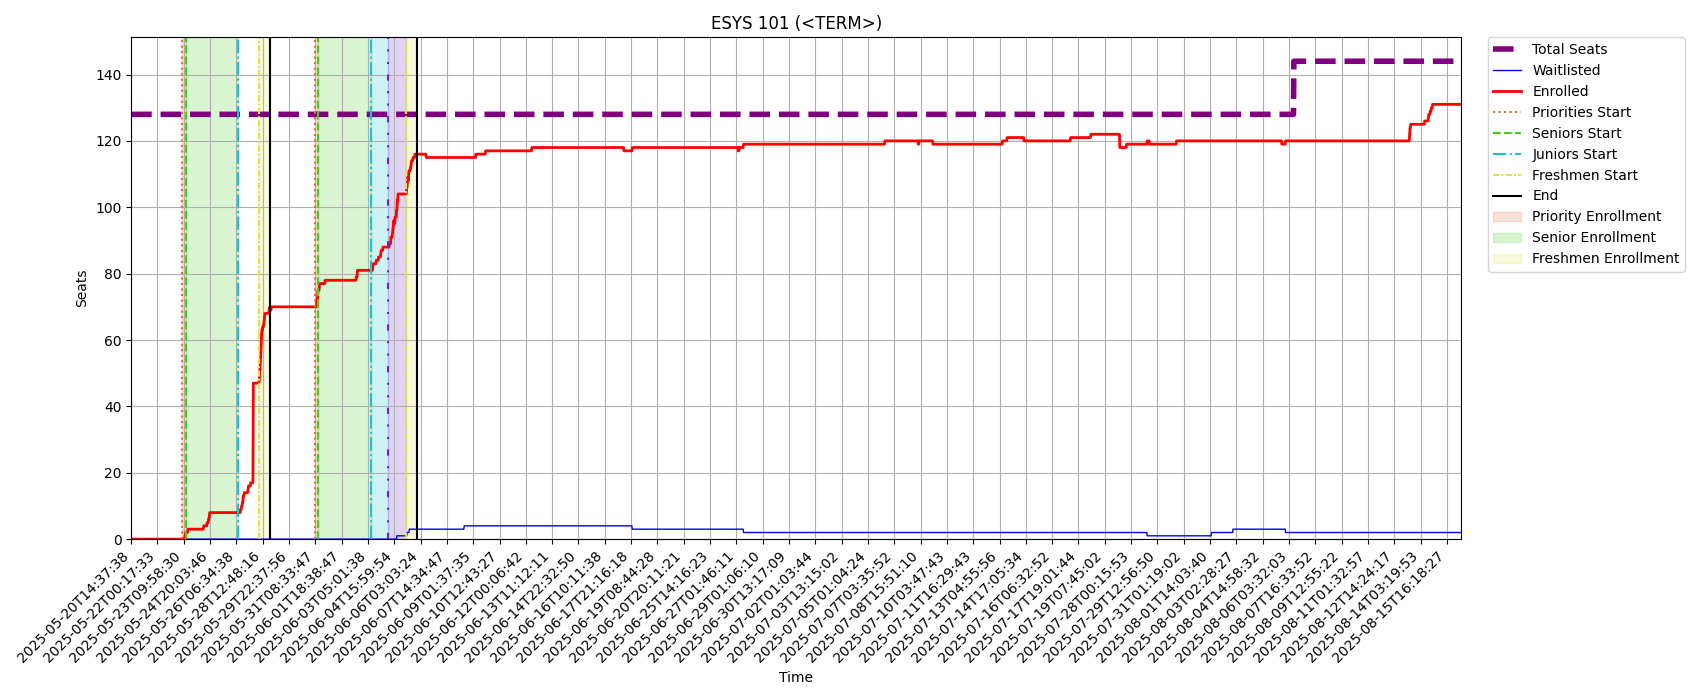 ESYS 101 (<TERM>)
Total Seats
Waitlisted
Enrolled
Priorities Start
Seniors Start
Juniors Start
Freshmen Start
End
Priority Enrollment
Senior Enrollment
Freshmen Enrollment
Seats
140
120
100
80
60
40
20
0
2025-05-20T14:37:38
2025-05-22T00:17:33
2025-05-23T09:58:30
2025-05-24T20:03:46
2025-05-26T06:34:38
2025-05-28T12:48:16
2025-05-29T22:37:56
2025-05-31T08:33:47
2025-06-01T18:38:47
2025-06-03T05:01:38
2025-06-04T15:59:54
2025-06-06T03:03:24
2025-06-07T14:34:47
2025-06-09T01:37:35
2025-06-10T12:43:27
2025-06-12T00:06:42
2025-06-13T11:12:11
2025-06-14T22:32:50
2025-06-16T10:11:38
2025-06-17T21:16:18
2025-06-19T08:44:28
2025-06-20T20:11:21
2025-06-25T14:16:23
2025-06-27T01:46:11
2025-06-29T01:06:10
2025-06-30T13:17:09
2025-07-02T01:03:44
2025-07-03T13:15:02
2025-07-05T01:04:24
2025-07-07T03:35:52
2025-07-08T15:51:10
2025-07-10T03:47:43
2025-07-11T16:29:43
2025-07-13T04:55:56
2025-07-14T17:05:34
2025-07-16T06:32:52
2025-07-17T19:01:44
2025-07-19T07:45:02
2025-07-28T00:15:53
2025-07-29T12:56:50
2025-07-31T01:19:02
2025-08-01T14:03:40
2025-08-03T02:28:27
2025-08-04T14:58:32
2025-08-06T03:32:03
2025-08-07T16:33:52
2025-08-09T12:55:22
2025-08-11T01:32:57
2025-08-12T14:24:17
2025-08-14T03:19:53
2025-08-15T16:18:27
Time